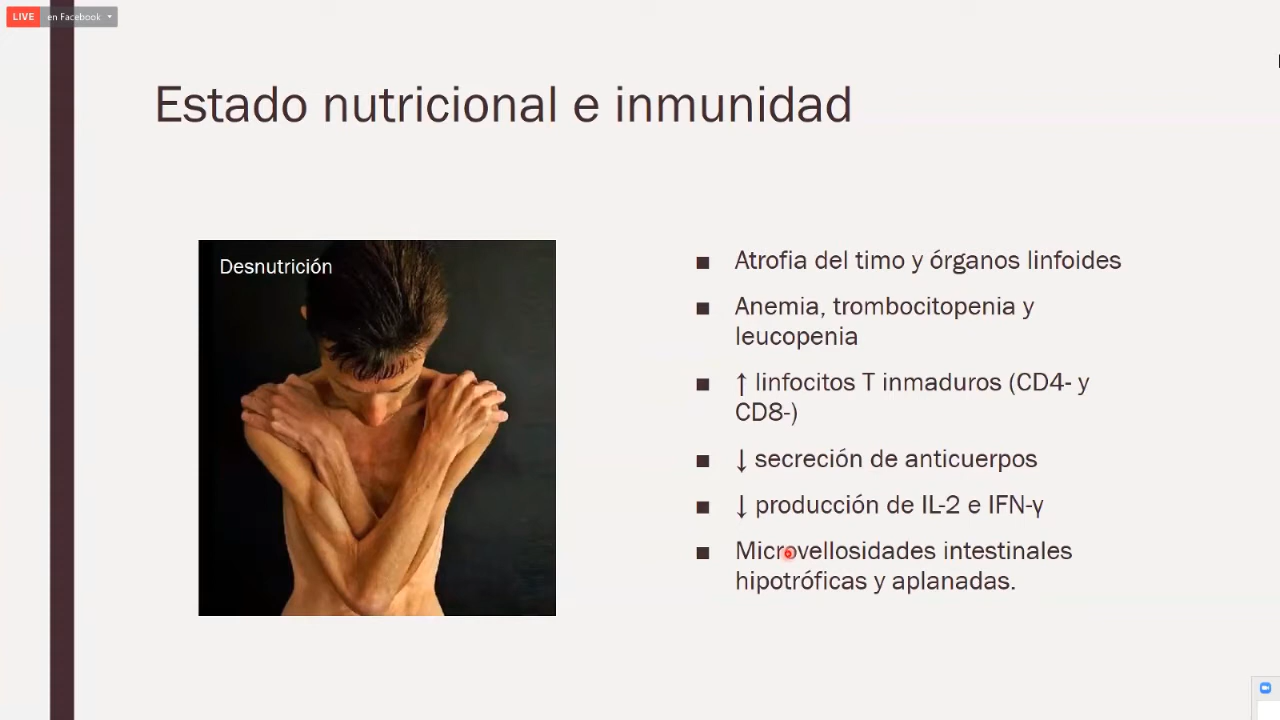 LIVE en Facebook
Estado nutricional e inmunidad
Desnutrición
■ Atrofia del timo y órganos linfoides
■ Anemia, trombocitopenia y
leucopenia
■ ↑ linfocitos T inmaduros (CD4- y
CD8-)
■ ↓ secreción de anticuerpos
■ ↓ producción de IL-2 e IFN-γ
■ Microvellosidades intestinales
hipotróficas y aplanadas.